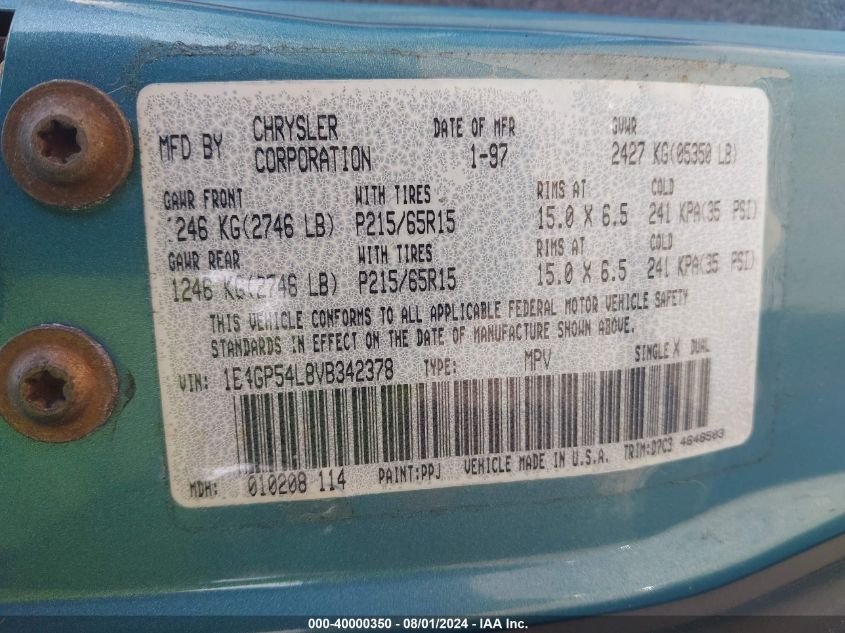 MFD BY CHRYSLER CORPORATION DATE OF MFR 1-97 GVWR 2427 KG(05350 LB)
GAWR FRONT WITH TIRES RIMS AT COLD
1246 KG(2746 LB) P215/65R15 15.0 X 6.5 241 KPA(35 PSI)
GAWR REAR WITH TIRES RIMS AT COLD
1246 KG(2746 LB) P215/65R15 15.0 X 6.5 241 KPA(35 PSI)
THIS VEHICLE CONFORMS TO ALL APPLICABLE FEDERAL MOTOR VEHICLE SAFETY
STANDARDS IN EFFECT ON THE DATE OF MANUFACTURE SHOWN ABOVE.
VIN: 1E4GP54L8VB342378 TYPE: MPV SINGLE X DUAL
MDH: 010208 114 PAINT:PPJ VEHICLE MADE IN U.S.A. TRIM:D7C3 4648503
000-40000350 - 08/01/2024 - © IAA Inc.